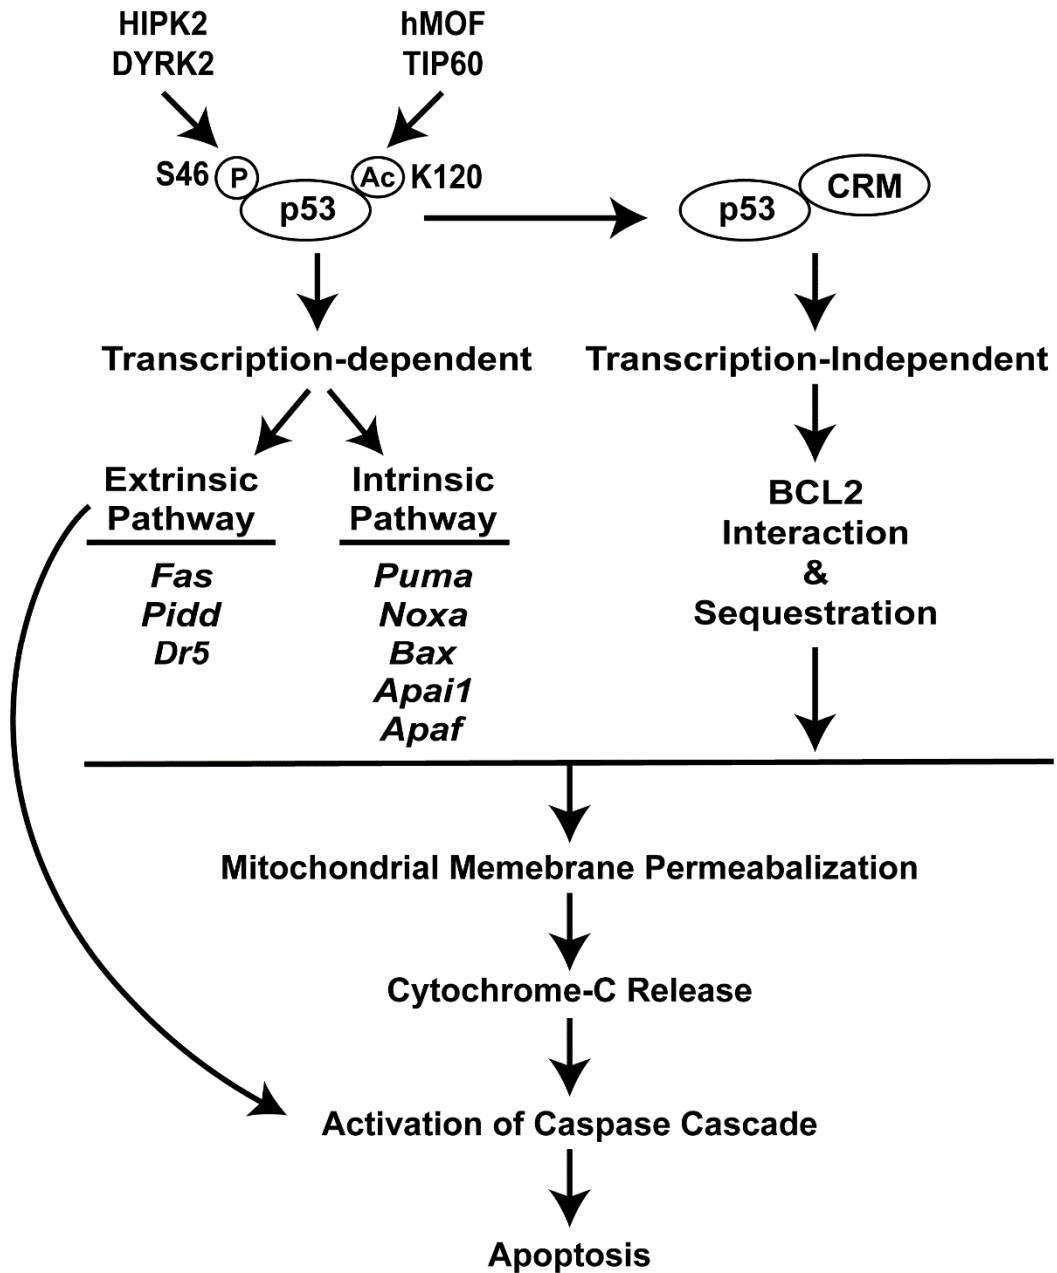 HIPK2
DYRK2
hMOF
TIP60
S46
P
Ac
K120
p53
p53
CRM
Transcription-dependent
Transcription-Independent
Extrinsic
Pathway
Fas
Pidd
Dr5
Intrinsic
Pathway
Puma
Noxa
Bax
Apai1
Apaf
BCL2
Interaction
&
Sequestration
Mitochondrial Memebrane Permeabalization
Cytochrome-C Release
Activation of Caspase Cascade
Apoptosis